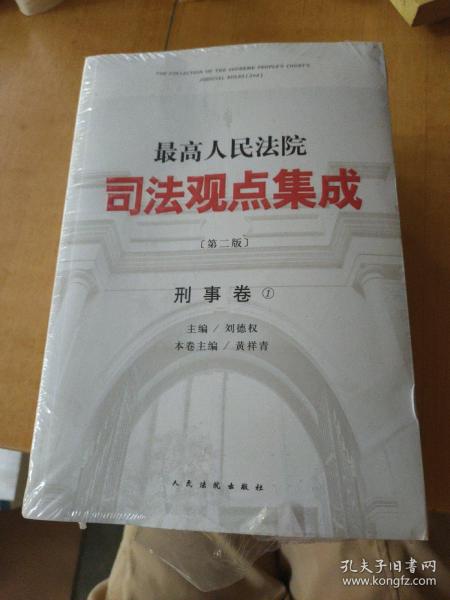 THE COLLECTION OF THE SUPREME PEOPLE'S COURT'S
JUDICIAL RULES(2nd)
最高人民法院
司法观点集成
〔第二版〕
刑事卷①
主编/刘德权
本卷主编/黄祥青
人民法院出版社
孔夫子旧书网
www.kongfz.com